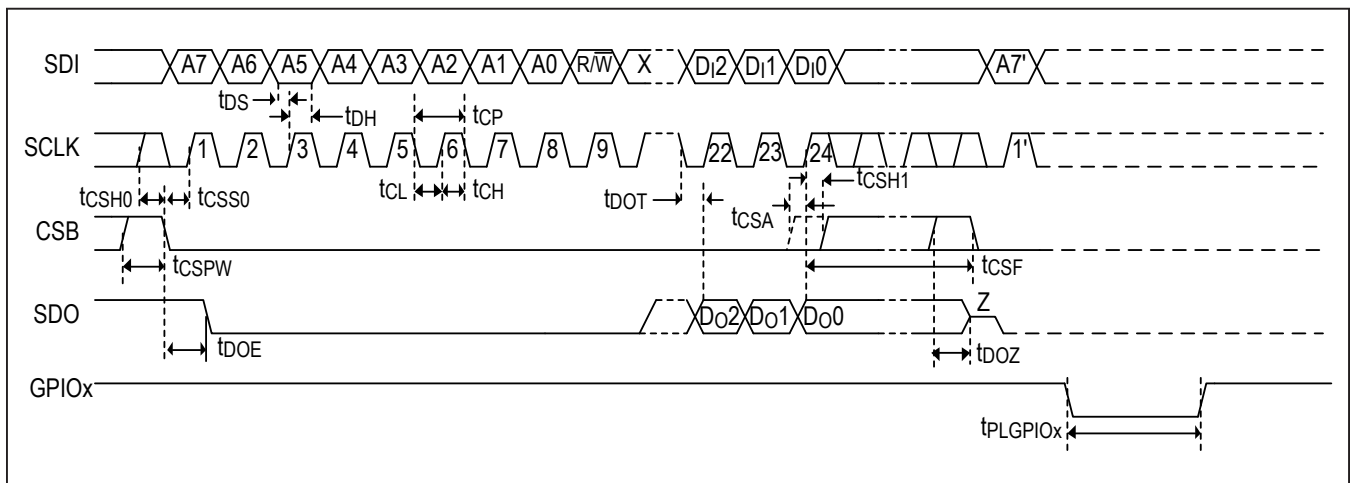 SDI A7 A6 A5 A4 A3 A2 A1 A0 R/W̅ X DI2 DI1 DI0 A7'
tDS tDH tCP
SCLK 1 2 3 4 5 6 7 8 9 22 23 24 1'
tCSH0 tCSS0 tCL tCH tDOT tCSA tCSH1
CSB
tCSPW tCSF
SDO DO2 DO1 DO0 Z
tDOE tDOZ
GPIOx
tPLGPIOx